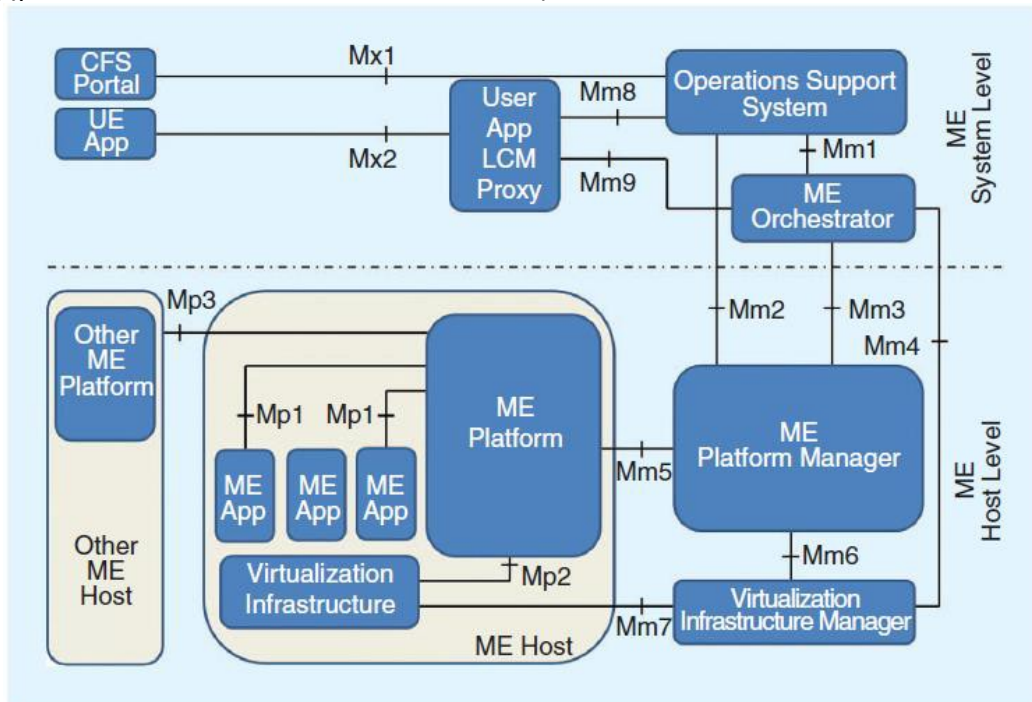 CFS
Portal
Mx1
Operations Support
System
UE
App
Mx2
User
App
LCM
Proxy
Mm8
Mm9
Mm1
ME
Orchestrator
ME
System Level
Mp3
Other
ME
Platform
Other
ME
Host
Mp1
Mp1
ME
App
ME
App
ME
App
ME
Platform
Virtualization
Infrastructure
Mp2
ME Host
Mm2
Mm3
Mm4
Mm5
ME
Platform Manager
Mm6
Mm7
Virtualization
Infrastructure Manager
ME
Host Level